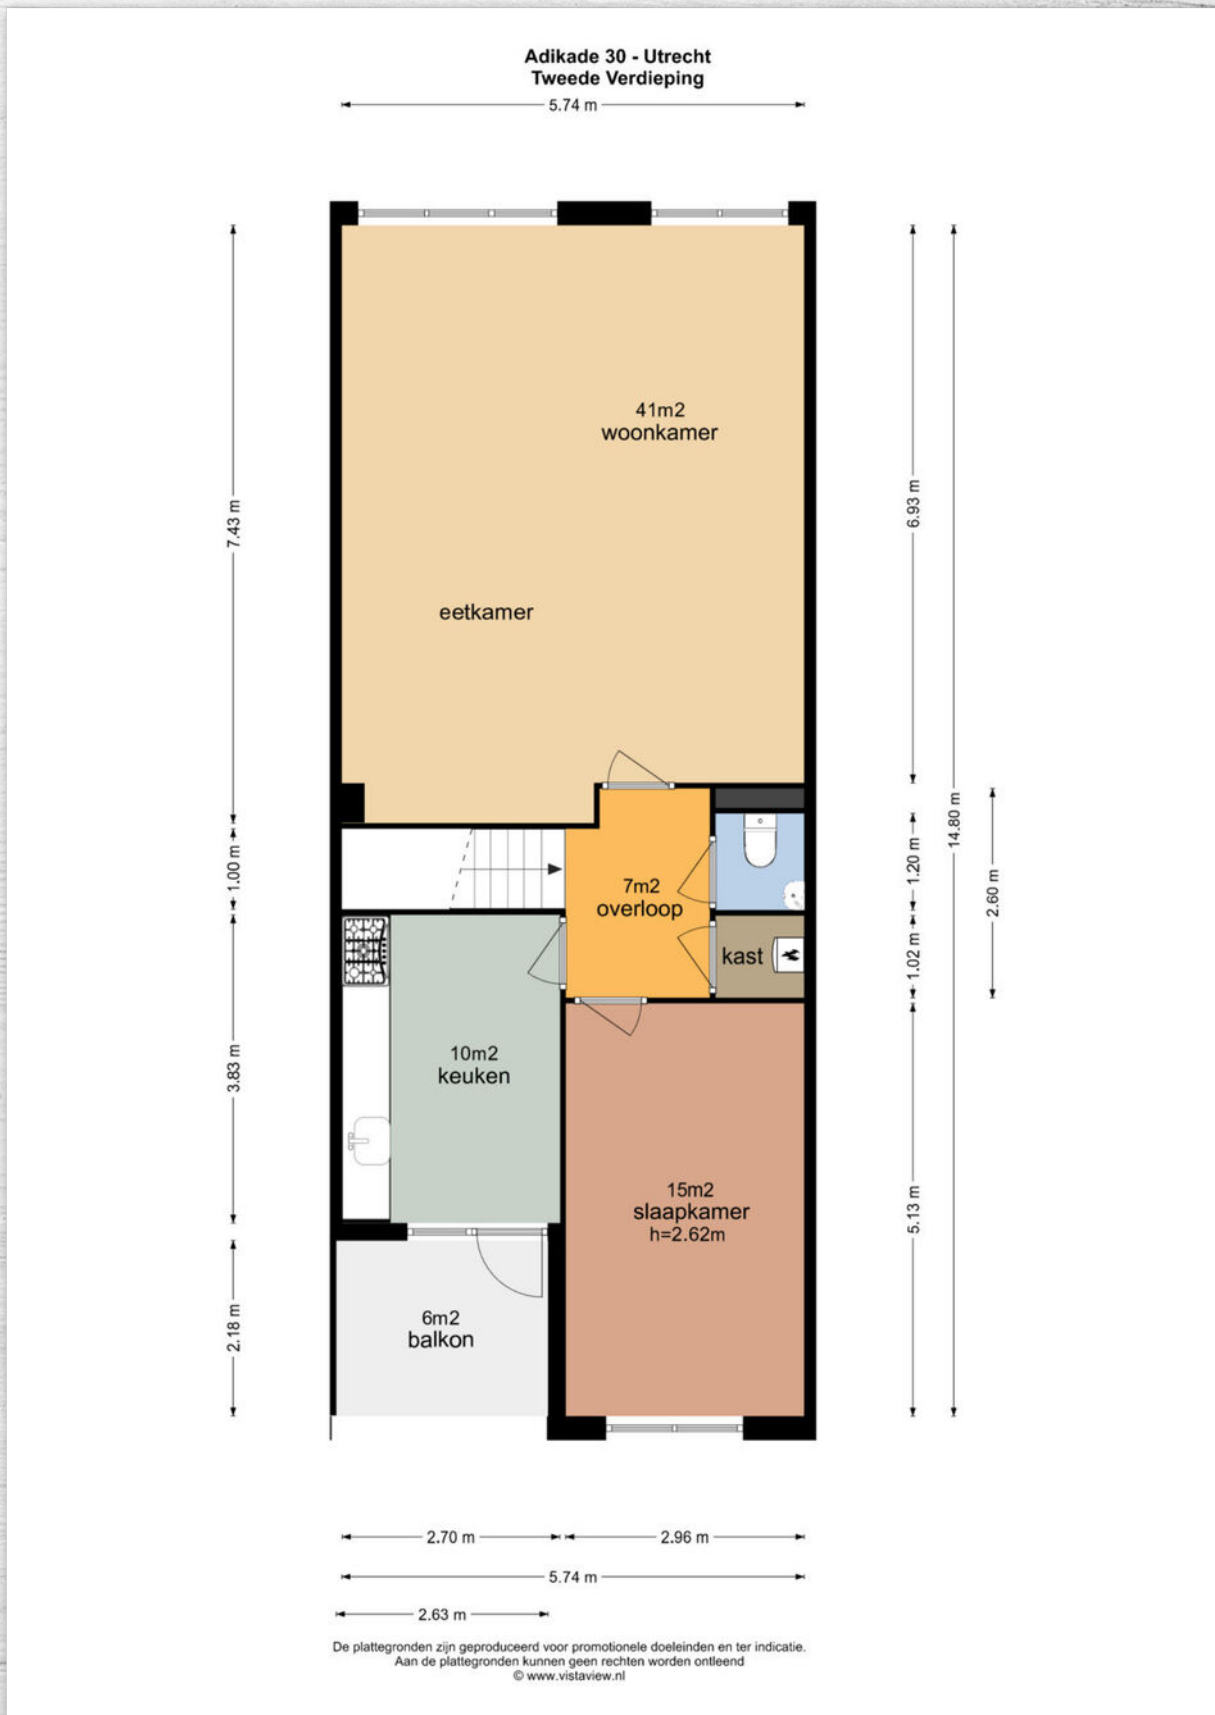 Adikade 30 - Utrecht
Tweede Verdieping
5.74 m
41m2
woonkamer
7.43 m
6.93 m
eetkamer
14.80 m
1.00 m
1.20 m
7m2
overloop
2.60 m
kast
1.02 m
10m2
keuken
3.83 m
15m2
slaapkamer
h=2.62m
5.13 m
6m2
balkon
2.18 m
2.70 m
2.96 m
5.74 m
2.63 m
De plattegronden zijn geproduceerd voor promotionele doeleinden en ter indicatie.
Aan de plattegronden kunnen geen rechten worden ontleend
© www.vistaview.nl